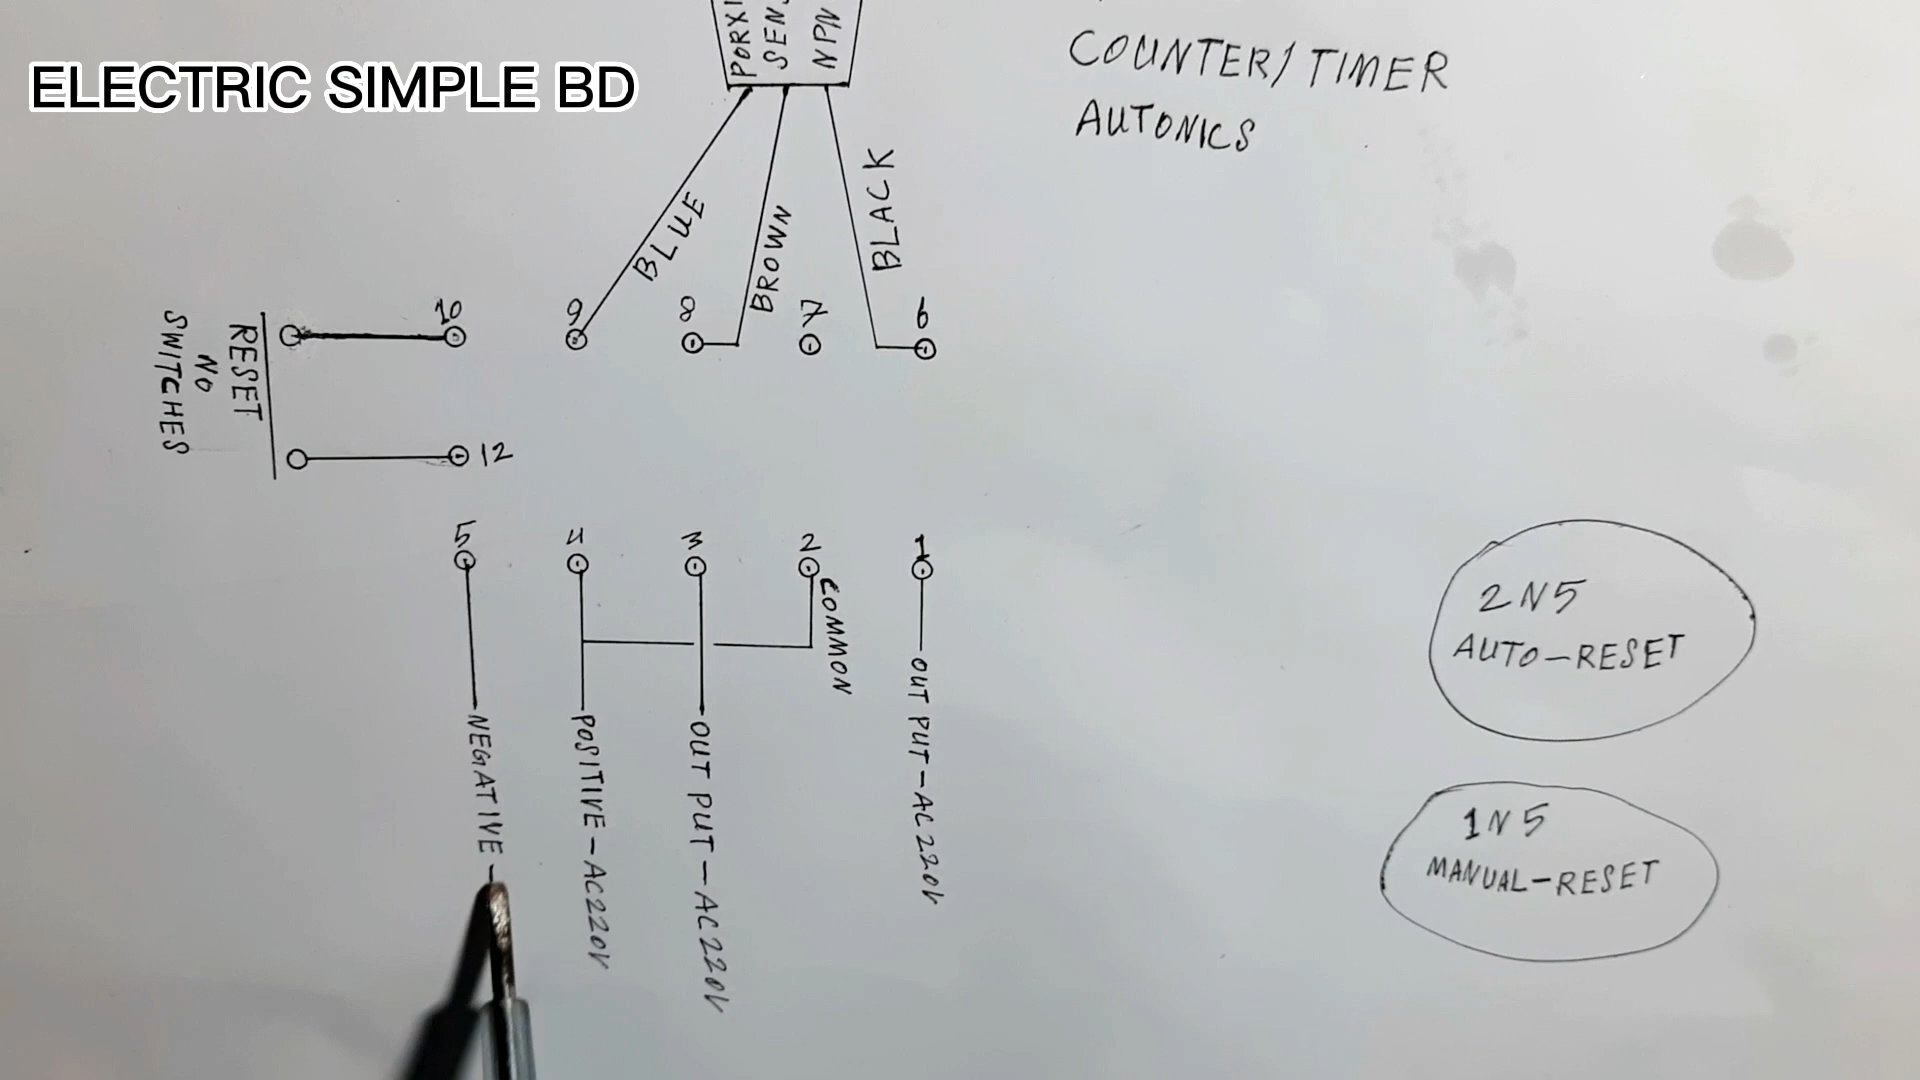 ELECTRIC SIMPLE BD
COUNTER/TIMER
AUTONICS
NPN
BLUE
BROWN
BLACK
10
9
8
7
6
RESET
NO
SWITCHES
12
5
4
3
2
1
COMMON
NEGATIVE -
POSITIVE - AC220V
OUT PUT - AC220V
OUT PUT - AC220V
2N5
AUTO-RESET
1N5
MANUAL-RESET